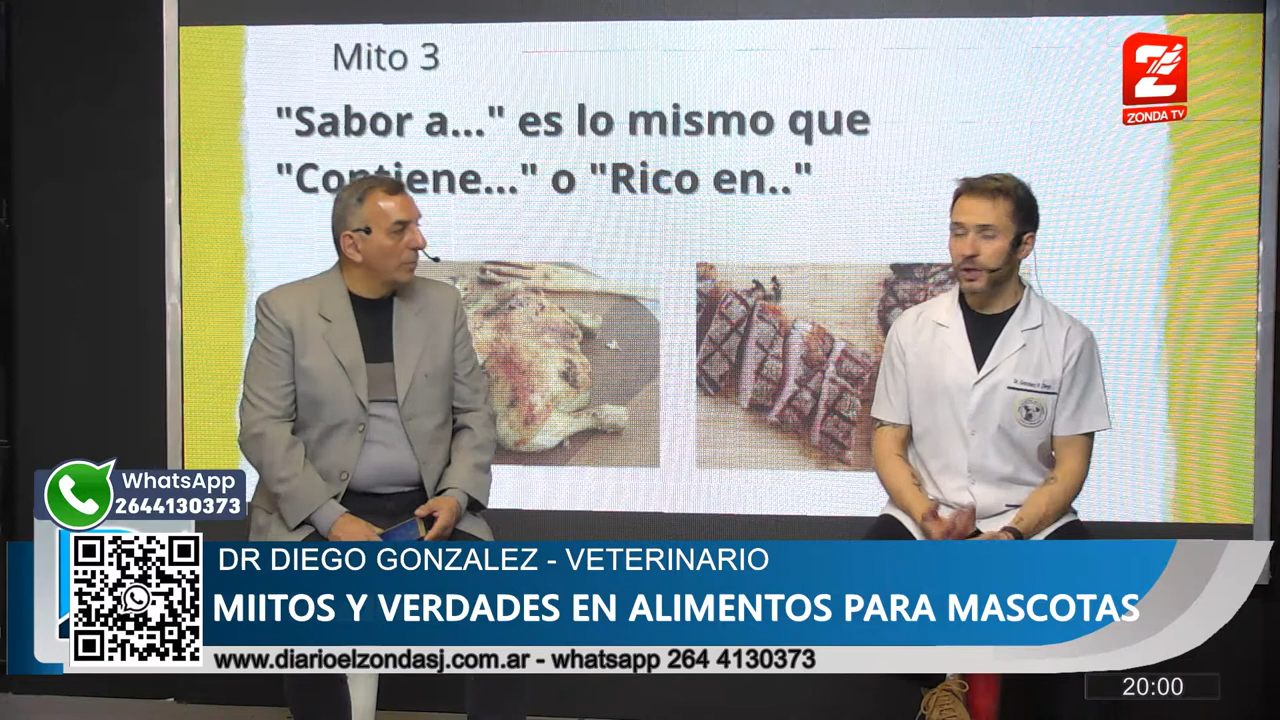 Mito 3
"Sabor a..." es lo mismo que
"Contiene..." o "Rico en.."
Z
ZONDA TV
WhatsApp
2644130373
DR DIEGO GONZALEZ - VETERINARIO
MIITOS Y VERDADES EN ALIMENTOS PARA MASCOTAS
www.diarioelzondasj.com.ar - whatsapp 264 4130373
20:00